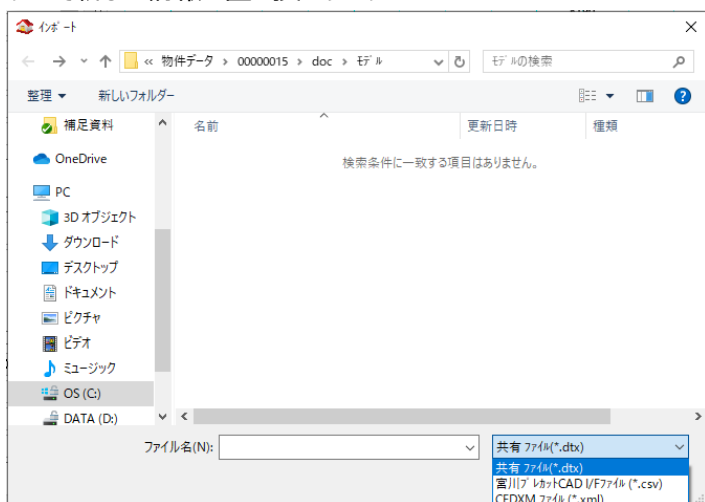 インポート
« 物件データ › 00000015 › doc › モデル
モデルの検索
整理 新しいフォルダー
補足資料
OneDrive
PC
3D オブジェクト
ダウンロード
デスクトップ
ドキュメント
ピクチャ
ビデオ
ミュージック
OS (C:)
DATA (D:)
名前 更新日時 種類
検索条件に一致する項目はありません。
ファイル名(N):
共有 ファイル(*.dtx)
共有 ファイル(*.dtx)
宮川プレカットCAD I/Fファイル (*.csv)
CEDXM ファイル (*.xml)